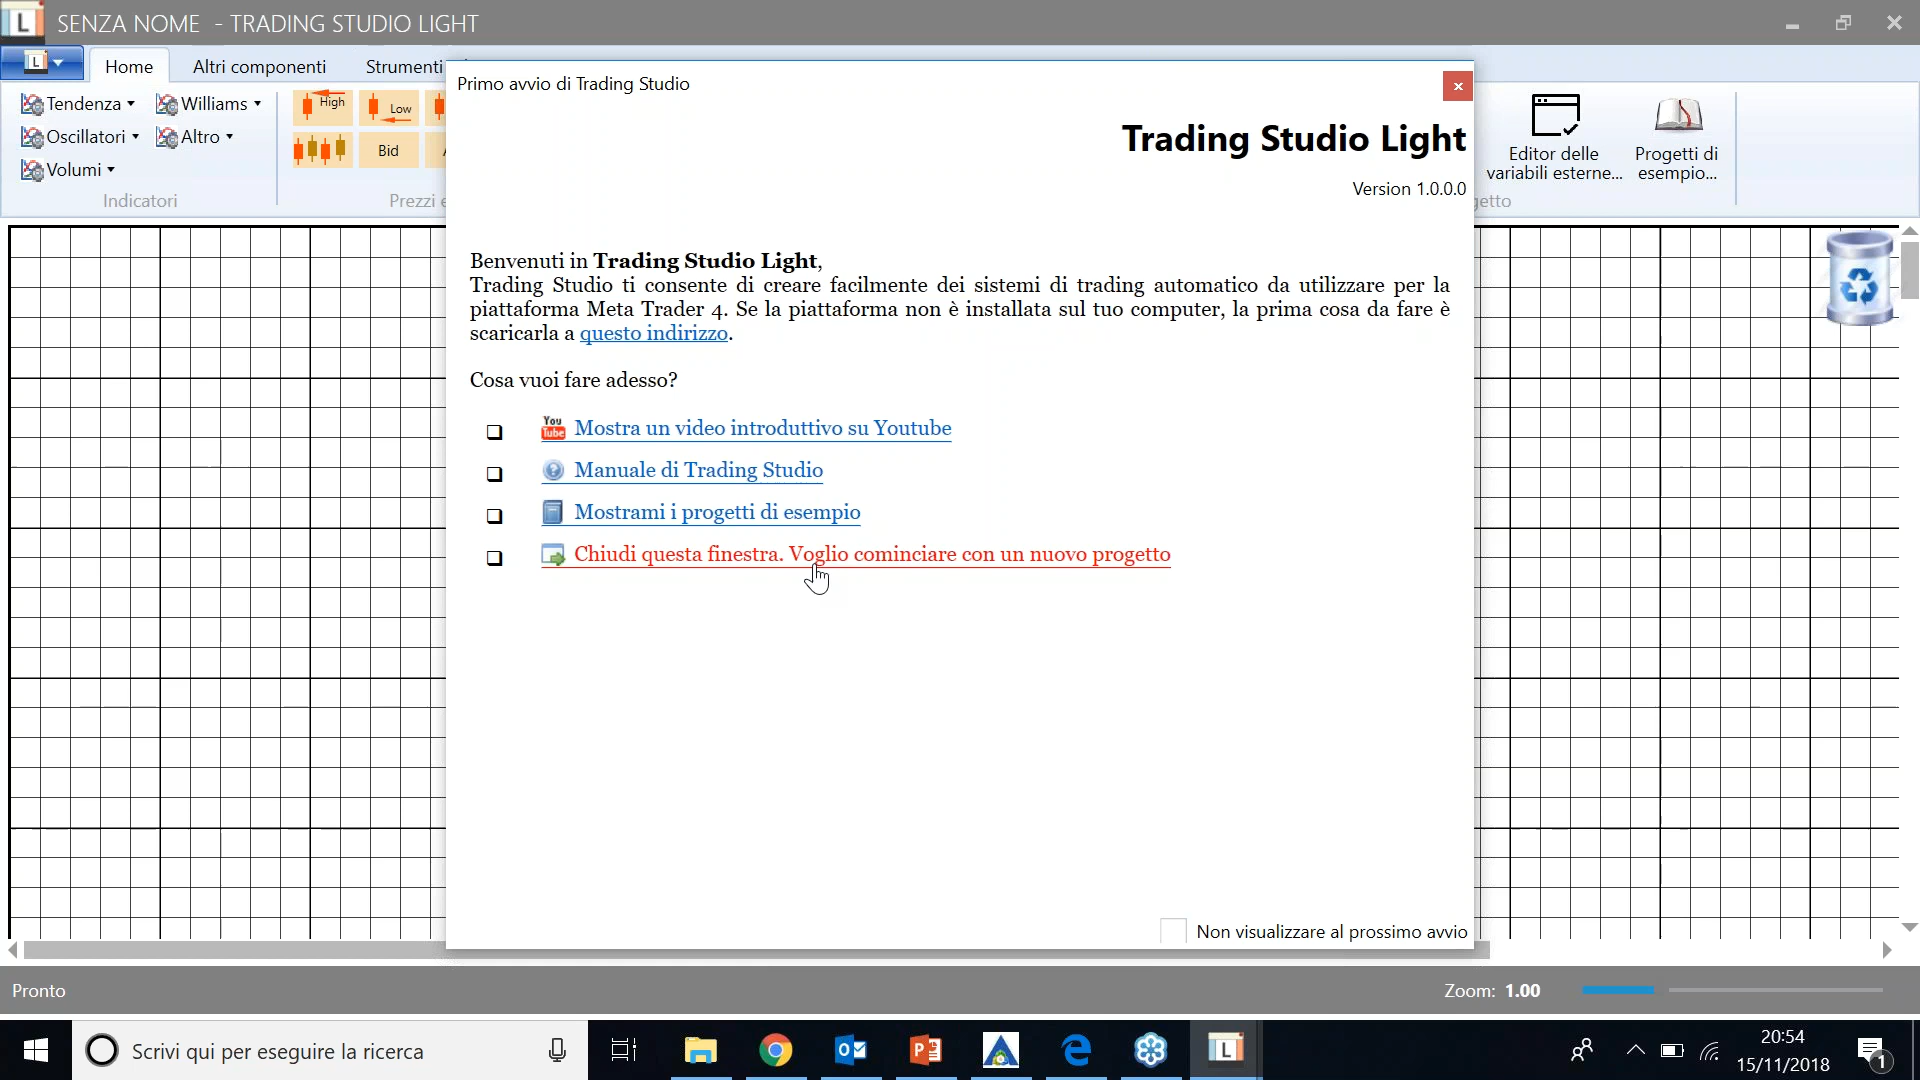 L SENZA NOME - TRADING STUDIO LIGHT
L Home Altri componenti Strumenti
Primo avvio di Trading Studio
Tendenza Williams
High Low
Oscillatori Altro
Bid
Volumi
Indicatori
Prezzi e
Editor delle variabili esterne...
Progetti di esempio...
getto
Trading Studio Light
Version 1.0.0.0
Benvenuti in Trading Studio Light,
Trading Studio ti consente di creare facilmente dei sistemi di trading automatico da utilizzare per la
piattaforma Meta Trader 4. Se la piattaforma non è installata sul tuo computer, la prima cosa da fare è
scaricarla a questo indirizzo.
Cosa vuoi fare adesso?
You Tube Mostra un video introduttivo su Youtube
Manuale di Trading Studio
Mostrami i progetti di esempio
Chiudi questa finestra. Voglio cominciare con un nuovo progetto
Non visualizzare al prossimo avvio
Pronto
Zoom: 1.00
Scrivi qui per eseguire la ricerca
20:54
15/11/2018
1